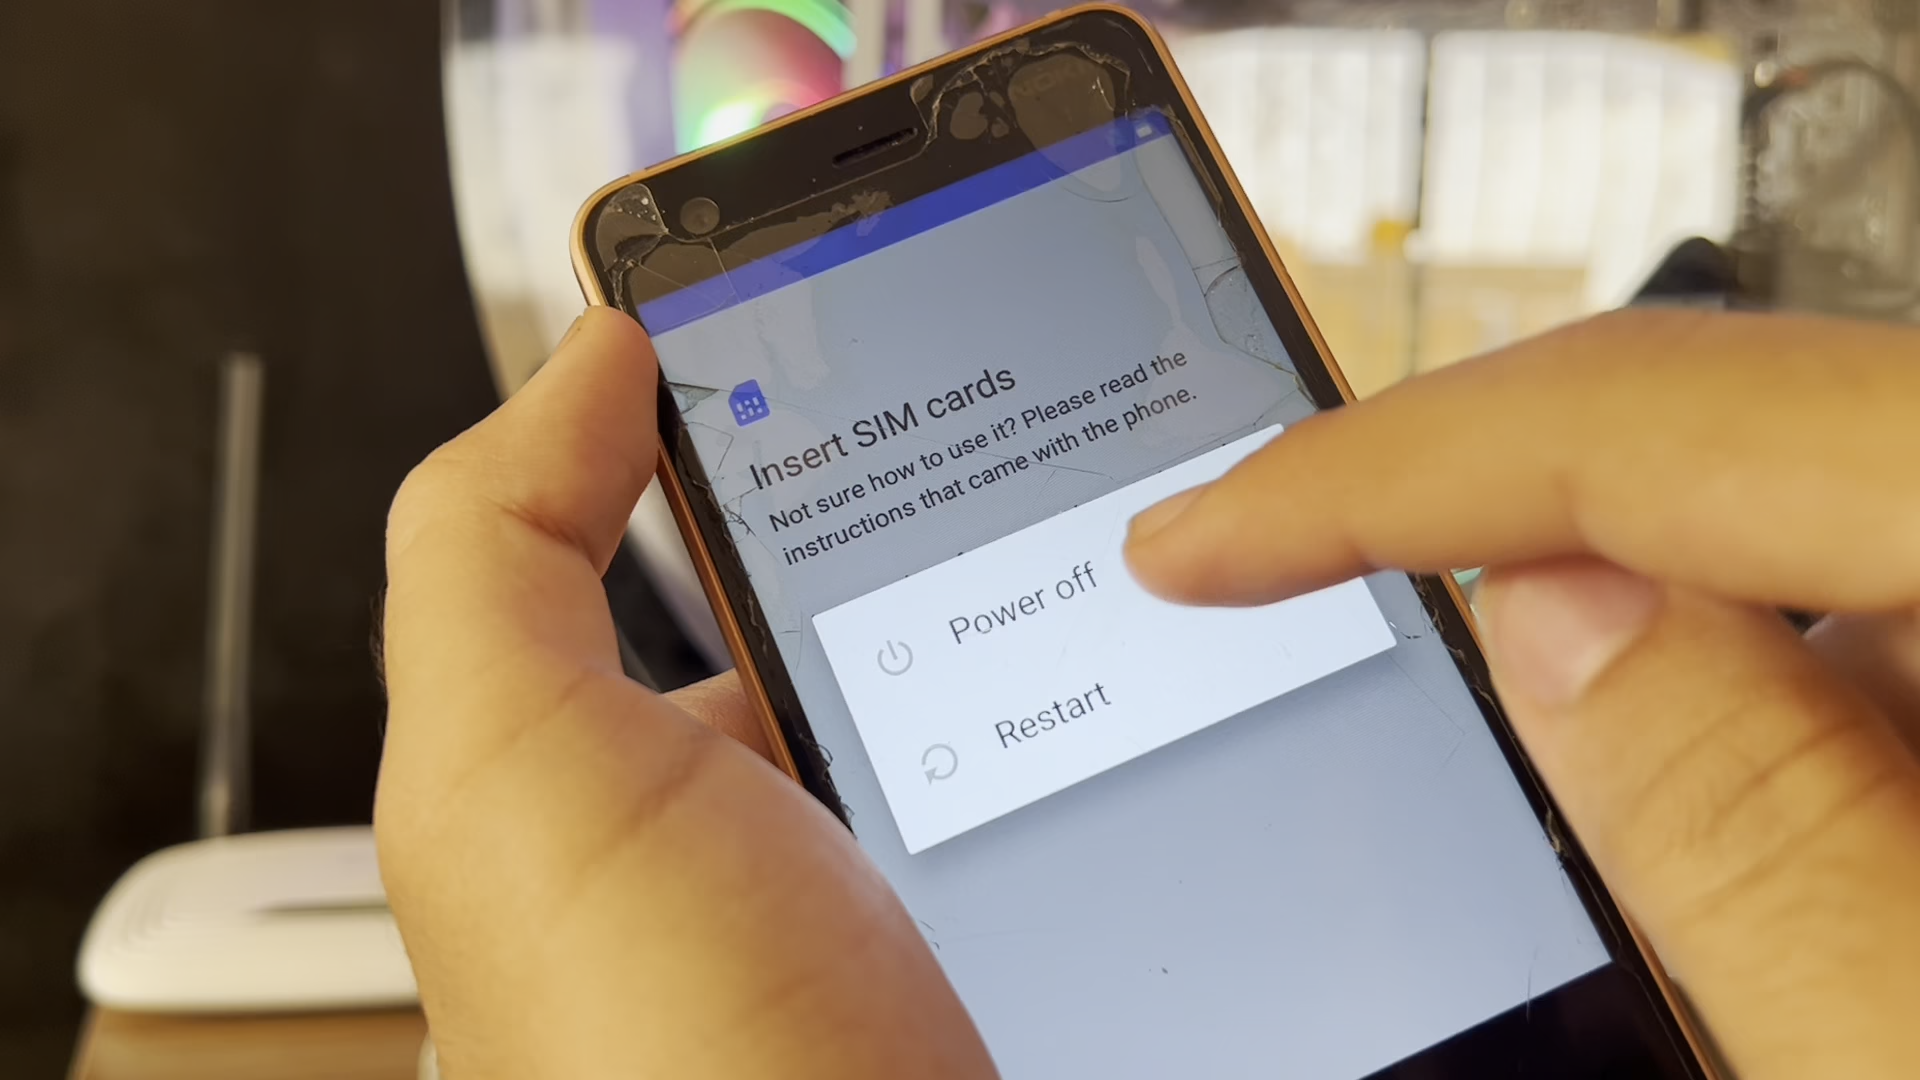 NOKIA
Insert SIM cards
Not sure how to use it? Please read the
instructions that came with the phone.
Power off
Restart